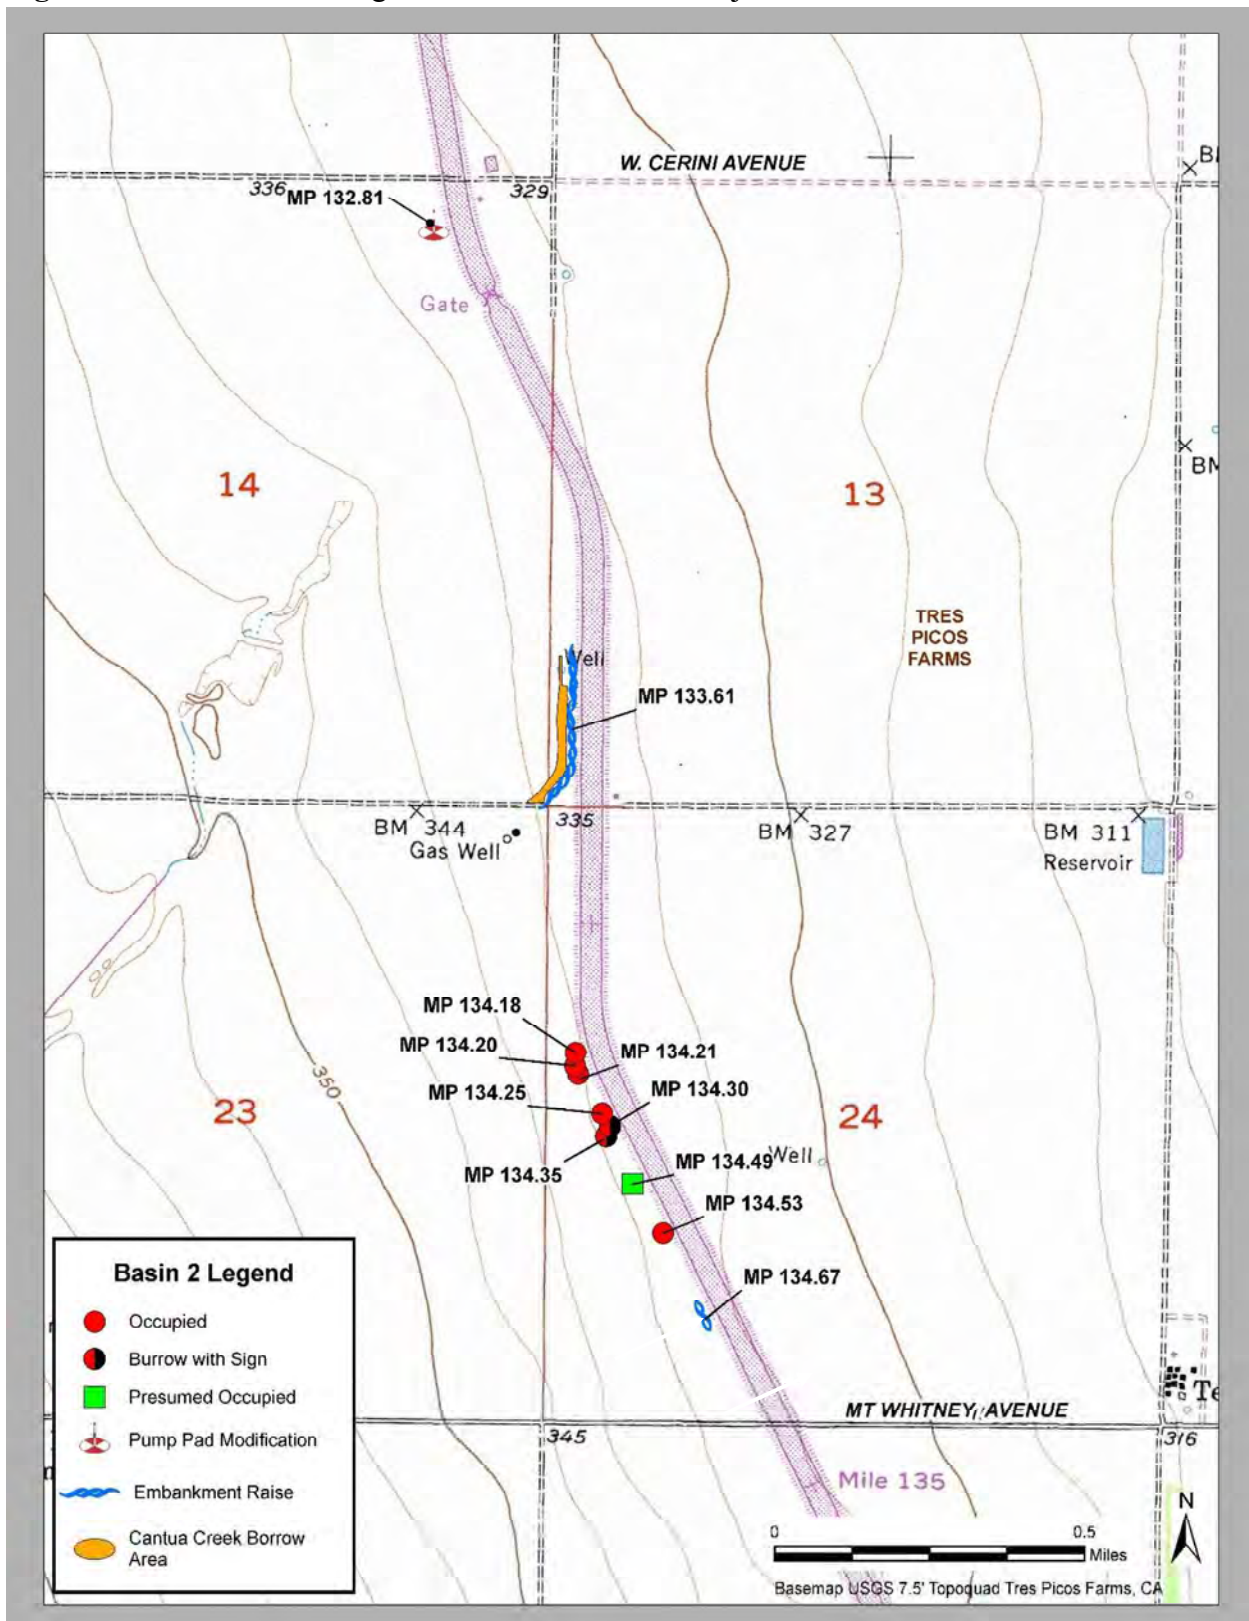 W. CERINI AVENUE
336
MP 132.81
329
Gate
14
13
TRES
PICOS
FARMS
Well
MP 133.61
335
BM 344
Gas Well
BM 327
BM 311
Reservoir
MP 134.18
MP 134.20
MP 134.21
MP 134.25
MP 134.30
350
23
24
MP 134.35
MP 134.49
Well
MP 134.53
MP 134.67
MT WHITNEY AVENUE
345
316
Mile 135
Basin 2 Legend
Occupied
Burrow with Sign
Presumed Occupied
Pump Pad Modification
Embankment Raise
Cantua Creek Borrow
Area
N
0 0.5
Miles
Basemap USGS 7.5' Topoquad Tres Picos Farms, CA